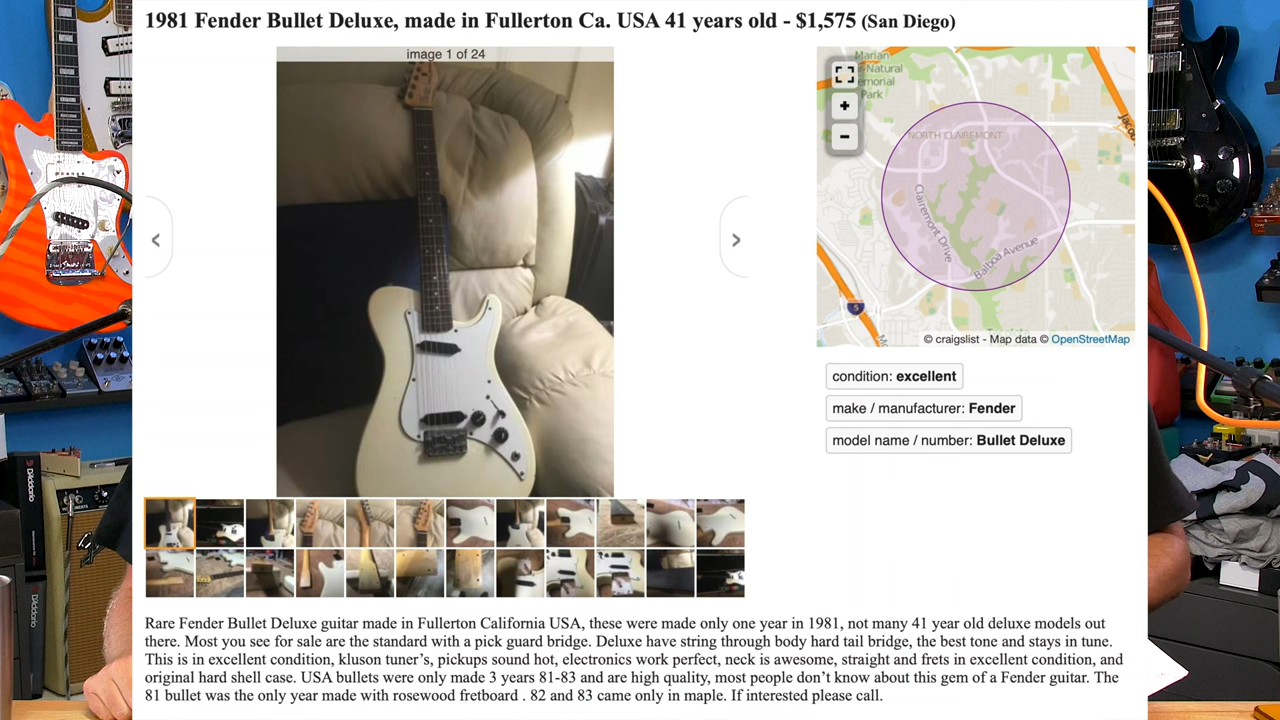 1981 Fender Bullet Deluxe, made in Fullerton Ca. USA 41 years old - $1,575 (San Diego)
image 1 of 24
Marian
r-Natural
emorial
Park
NORTH CLAIREMONT
Clairemont Drive
Balboa Avenue
5
© craigslist - Map data © OpenStreetMap
condition: excellent
make / manufacturer: Fender
model name / number: Bullet Deluxe
D'Addario
D'Addario
Rare Fender Bullet Deluxe guitar made in Fullerton California USA, these were made only one year in 1981, not many 41 year old deluxe models out
there. Most you see for sale are the standard with a pick guard bridge. Deluxe have string through body hard tail bridge, the best tone and stays in tune.
This is in excellent condition, kluson tuner's, pickups sound hot, electronics work perfect, neck is awesome, straight and frets in excellent condition, and
original hard shell case. USA bullets were only made 3 years 81-83 and are high quality, most people don't know about this gem of a Fender guitar. The
81 bullet was the only year made with rosewood fretboard . 82 and 83 came only in maple. If interested please call.